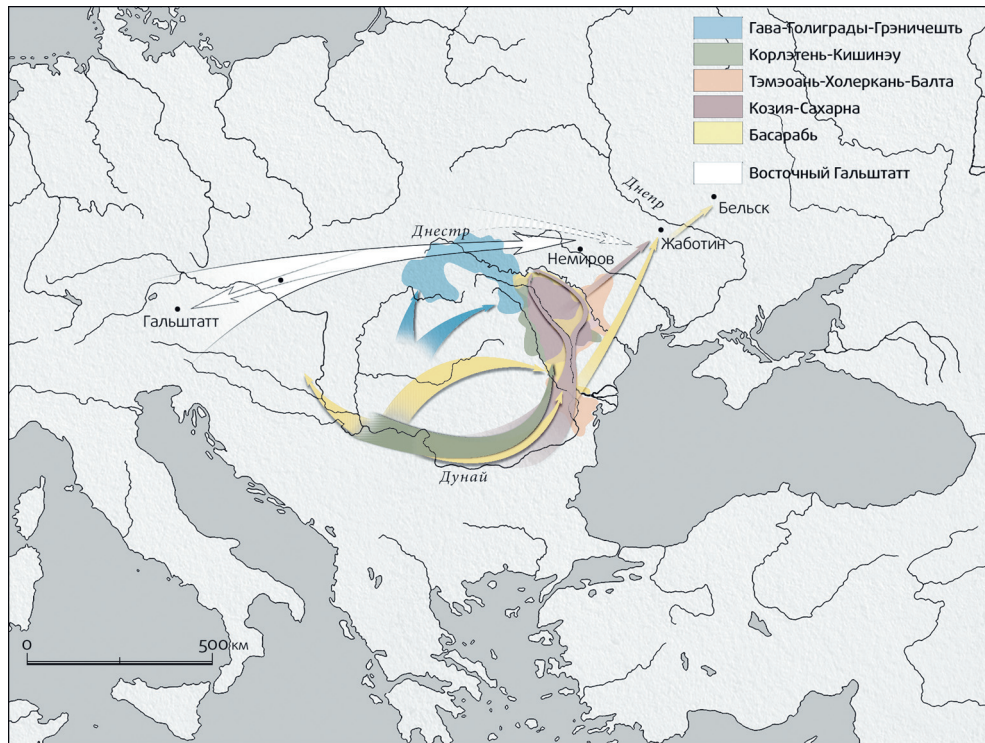 Гава-Голиграды-Грэничешть
Корлэтень-Кишинэу
Тэмэоань-Холеркань-Балта
Козия-Сахарна
Басарабь
Восточный Гальштатт
Днепр
Бельск
Днестр
Жаботин
Немиров
Гальштатт
Дунай
0 500 км